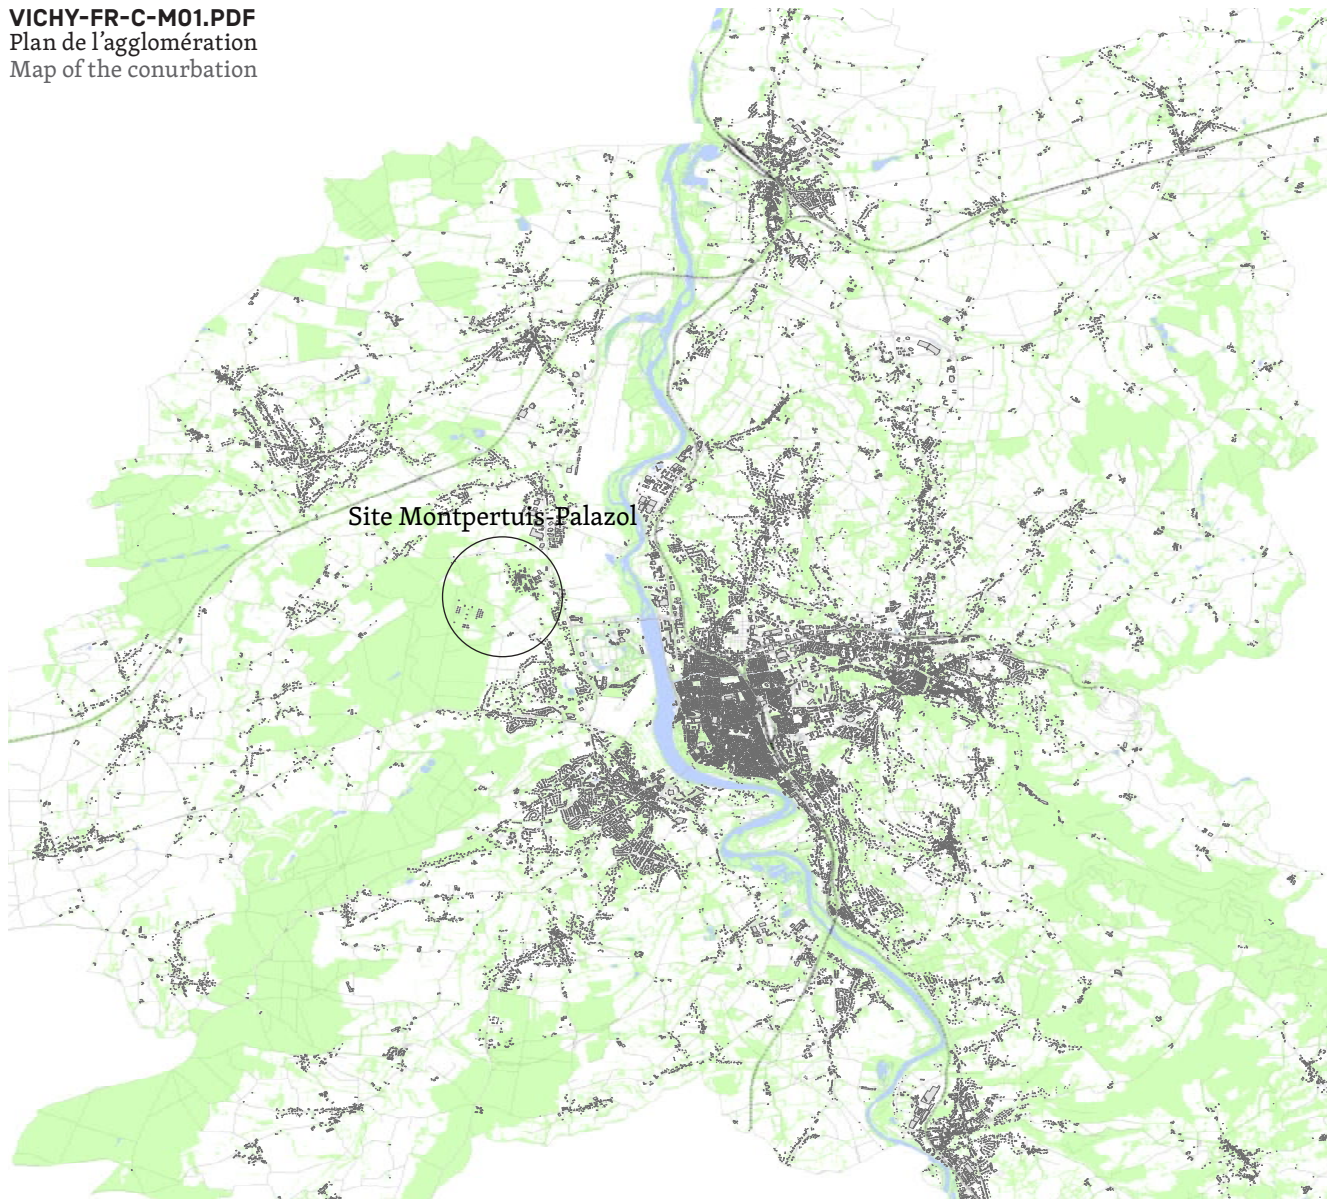 VICHY-FR-C-M01.PDF
Plan de l'agglomération
Map of the conurbation
Site Montpertuis-Palazol